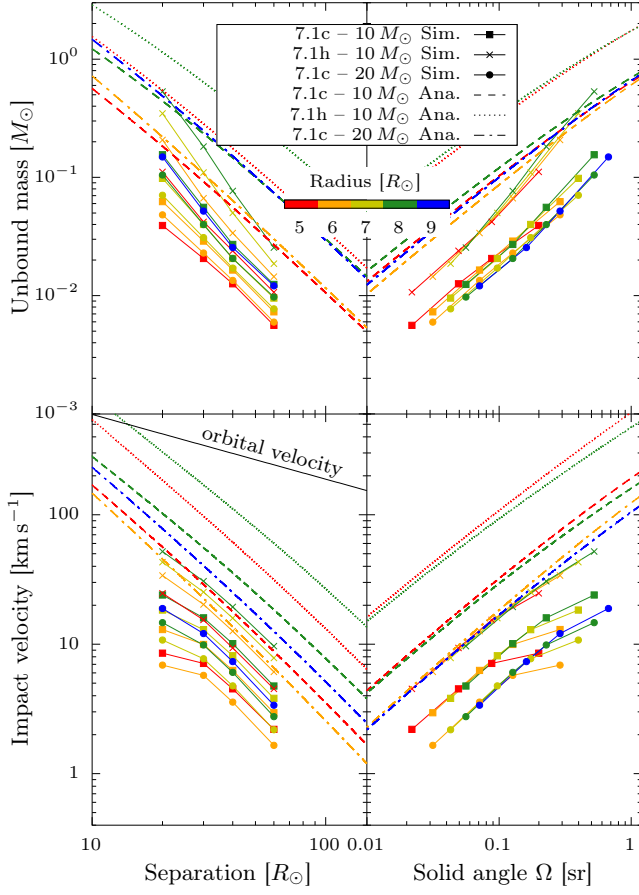 7.1c – 10 M⊙ Sim.
7.1h – 10 M⊙ Sim.
7.1c – 20 M⊙ Sim.
7.1c – 10 M⊙ Ana.
7.1h – 10 M⊙ Ana.
7.1c – 20 M⊙ Ana.
Radius [R⊙]
5 6 7 8 9
Unbound mass [M⊙]
10⁰
10⁻¹
10⁻²
10⁻³
orbital velocity
Impact velocity [km s⁻¹]
100
10
1
10 100 0.01 0.1 1
Separation [R⊙] Solid angle Ω [sr]